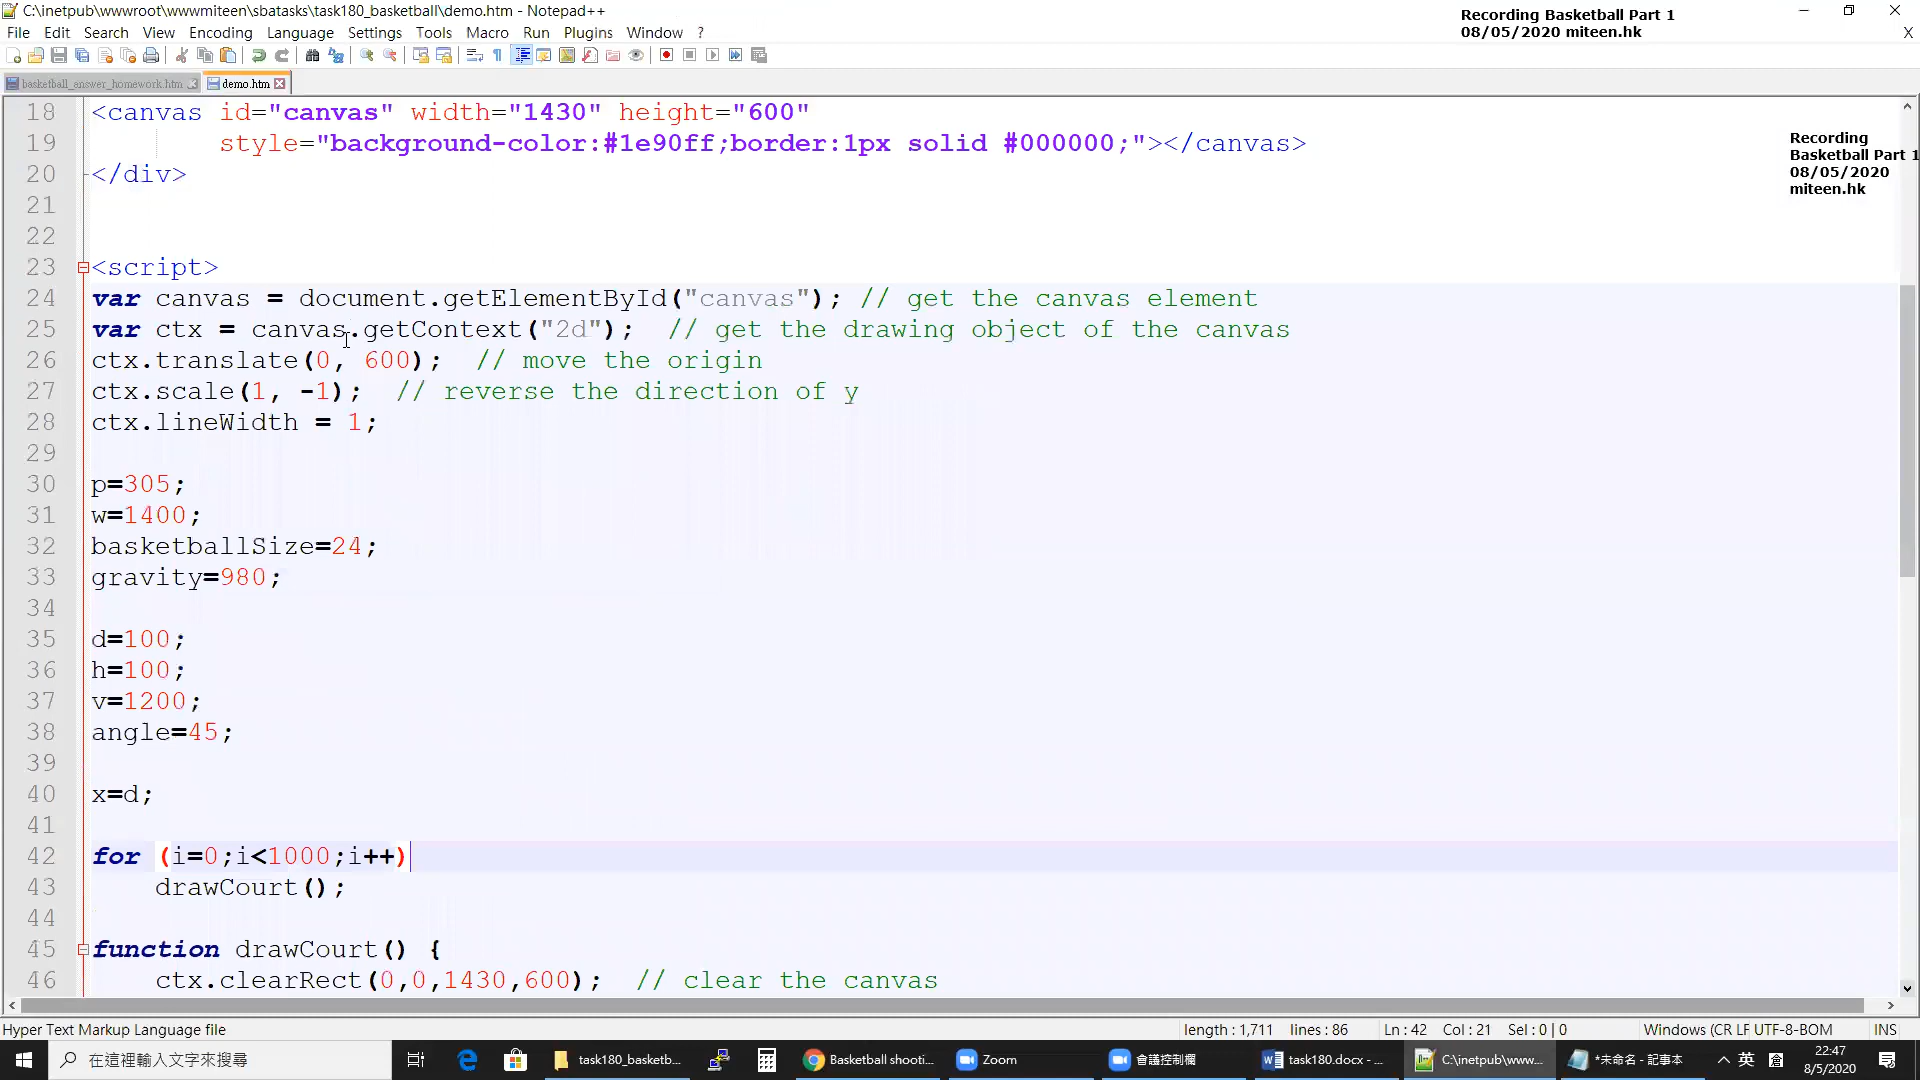 C:\inetpub\wwwroot\wwwmiteen\sbatasks\task180_basketball\demo.htm - Notepad++
Recording Basketball Part 1
08/05/2020 miteen.hk
File Edit Search View Encoding Language Settings Tools Macro Run Plugins Window ? X
basketball_answer_homework.htm demo.htm
Recording
Basketball Part 1
08/05/2020
miteen.hk
18 <canvas id="canvas" width="1430" height="600"
19 style="background-color:#1e90ff;border:1px solid #000000;"></canvas>
20 </div>
21
22
23 <script>
24 var canvas = document.getElementById("canvas"); // get the canvas element
25 var ctx = canvas.getContext("2d"); // get the drawing object of the canvas
26 ctx.translate(0, 600); // move the origin
27 ctx.scale(1, -1); // reverse the direction of y
28 ctx.lineWidth = 1;
29
30 p=305;
31 w=1400;
32 basketballSize=24;
33 gravity=980;
34
35 d=100;
36 h=100;
37 v=1200;
38 angle=45;
39
40 x=d;
41
42 for (i=0;i<1000;i++)
43 drawCourt();
44
45 function drawCourt() {
46 ctx.clearRect(0,0,1430,600); // clear the canvas
Hyper Text Markup Language file length : 1,711 lines : 86 Ln : 42 Col : 21 Sel : 0 | 0 Windows (CR LF UTF-8-BOM INS
在這裡輸入文字來搜尋 task180_basketb... Basketball shooti... Zoom 會議控制欄 task180.docx - ... C:\inetpub\www... *未命名 - 記事本 英 倉 22:47
8/5/2020